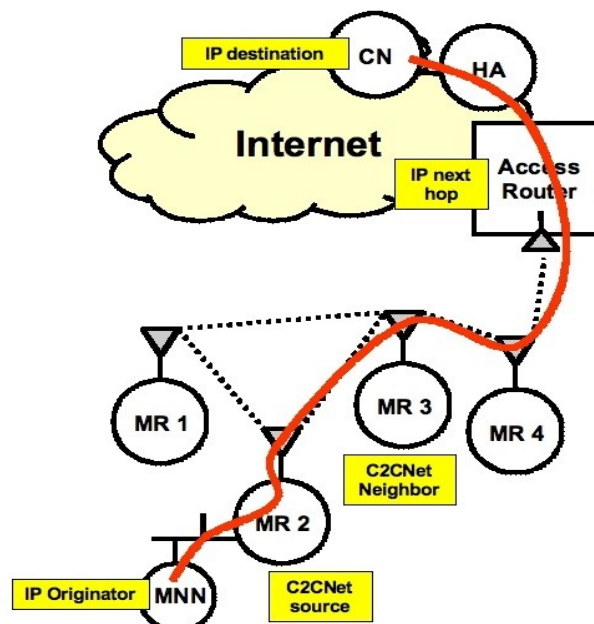 IP destination
CN
HA
Internet
IP next
hop
Access
Router
MR 1
MR 3
MR 4
C2CNet
Neighbor
MR 2
IP Originator
MNN
C2CNet
source